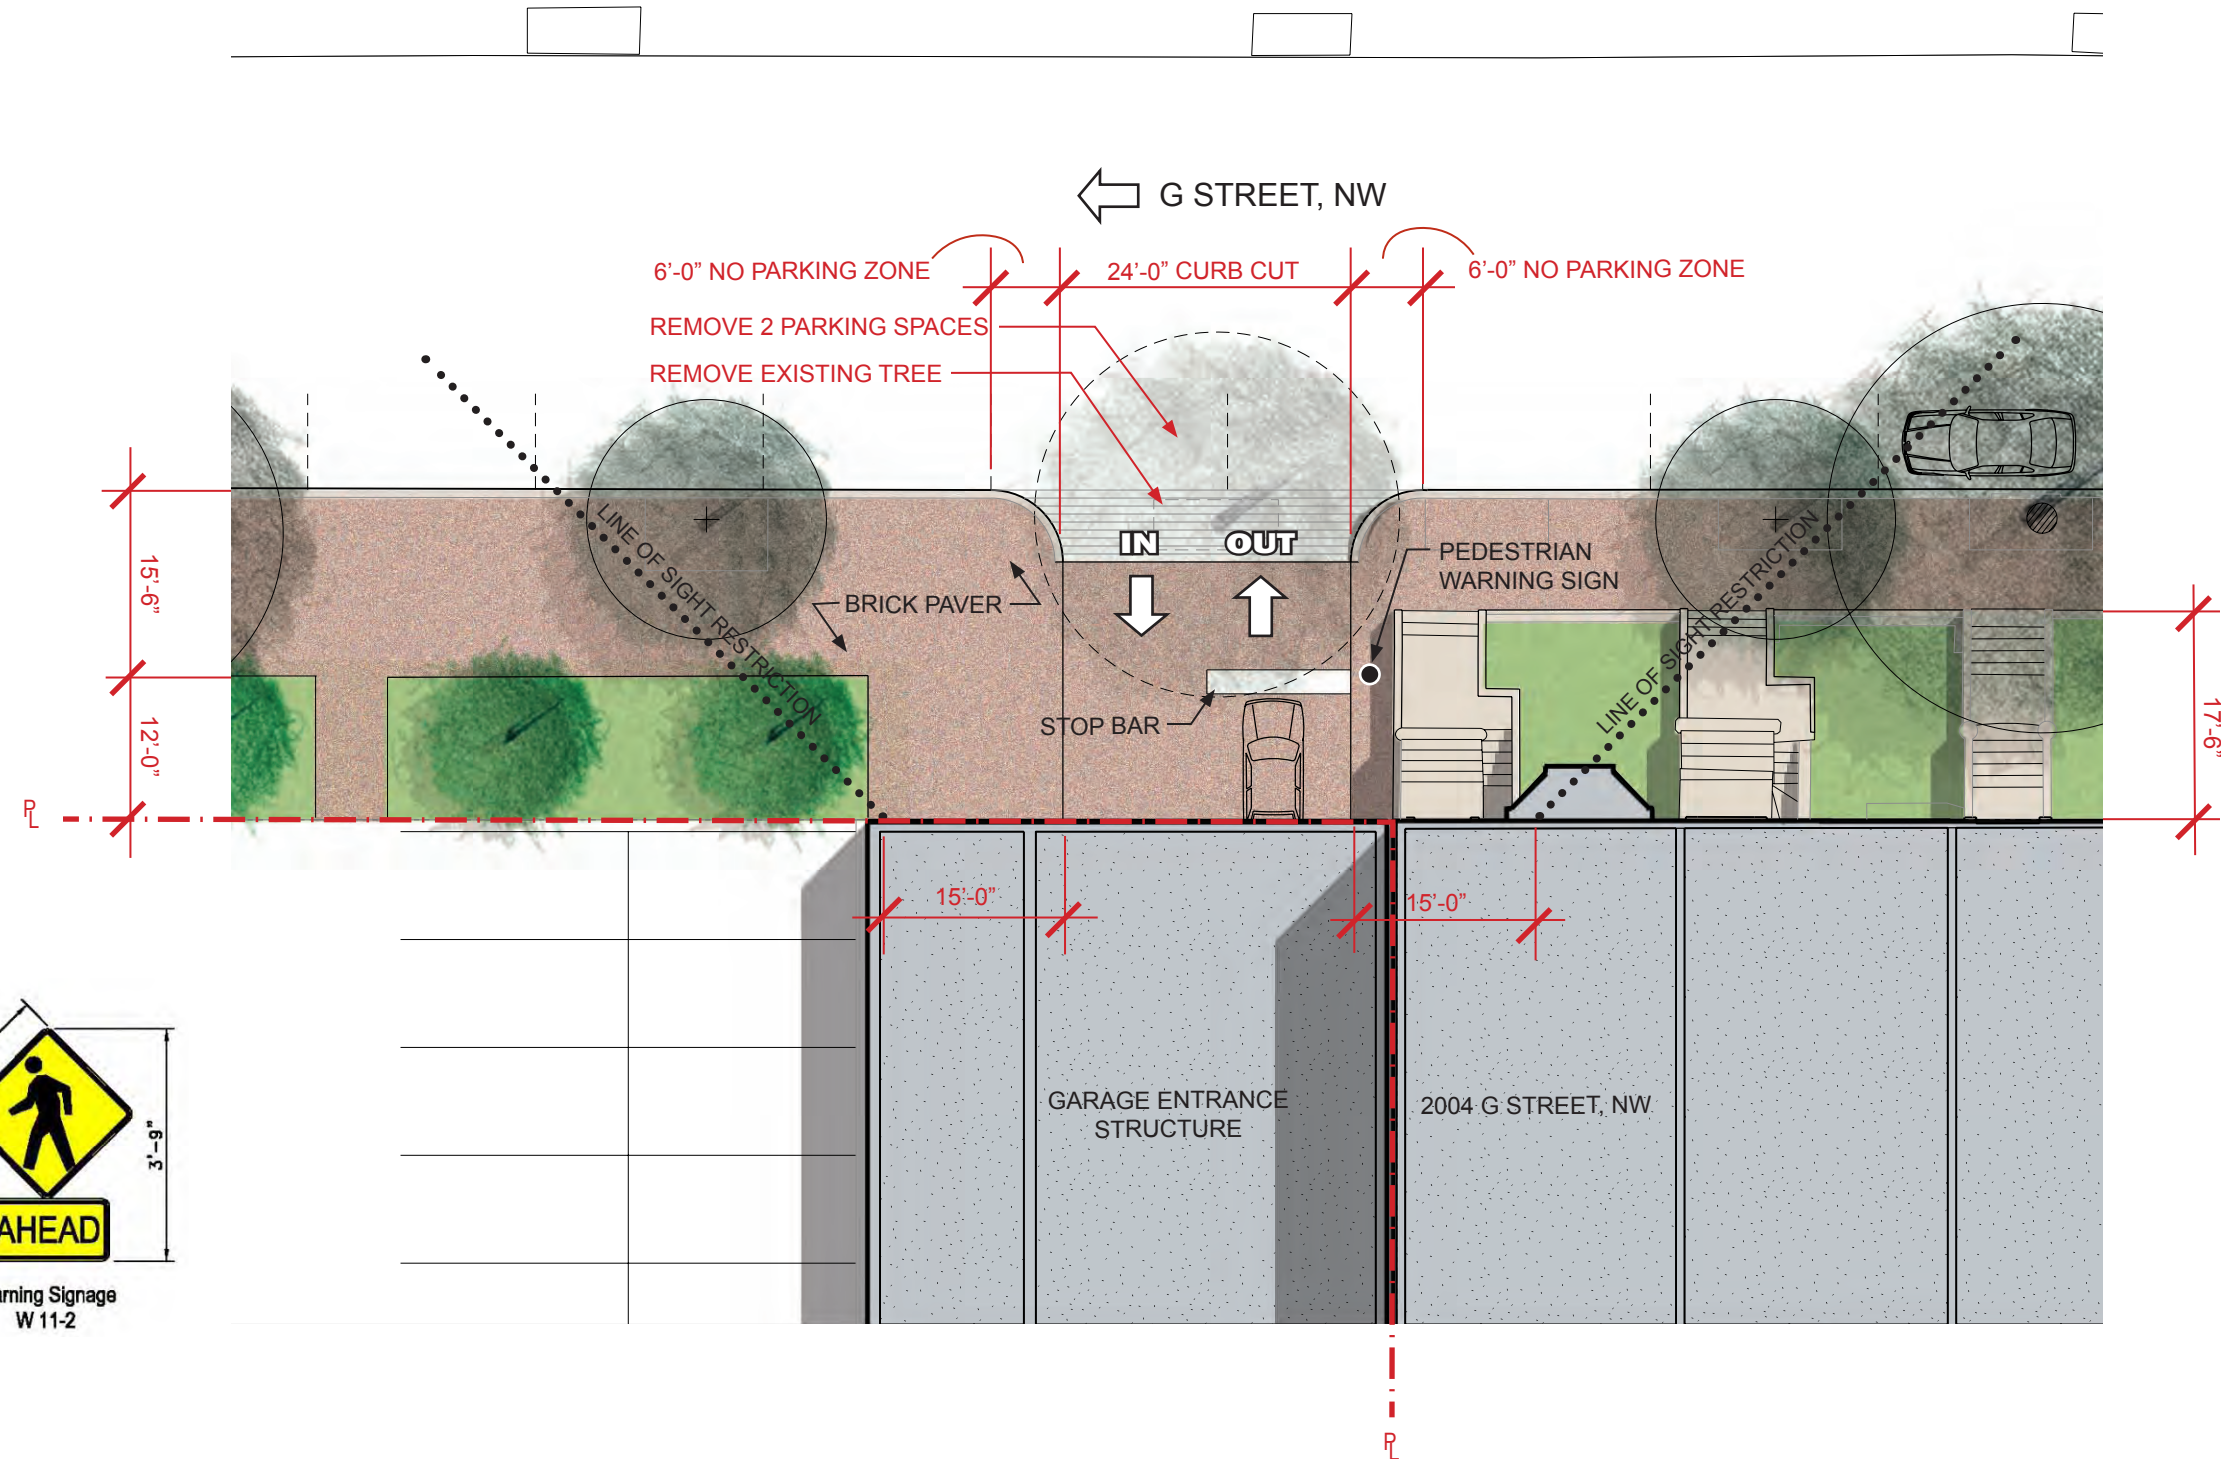 G STREET, NW
6'-0" NO PARKING ZONE
24'-0" CURB CUT
6'-0" NO PARKING ZONE
REMOVE 2 PARKING SPACES
REMOVE EXISTING TREE
IN
OUT
LINE OF SIGHT RESTRICTION
BRICK PAVER
PEDESTRIAN
WARNING SIGN
LINE OF SIGHT RESTRICTION
STOP BAR
15'-6"
12'-0"
17'-6"
PL
15'-0"
15'-0"
GARAGE ENTRANCE
STRUCTURE
2004 G STREET, NW
3'-9"
AHEAD
rning Signage
W 11-2
PL